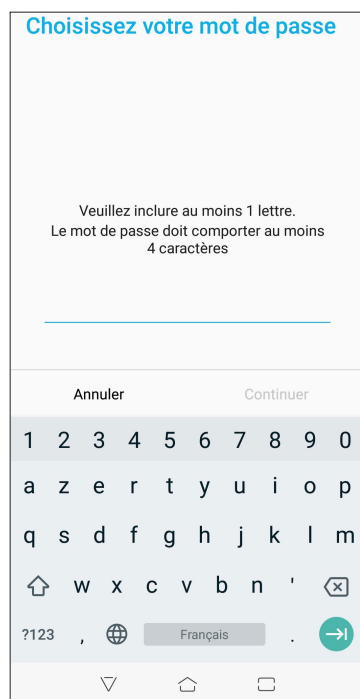 Choisissez votre mot de passe
Veuillez inclure au moins 1 lettre.
Le mot de passe doit comporter au moins
4 caractères
Annuler Continuer
1 2 3 4 5 6 7 8 9 0
a z e r t y u i o p
q s d f g h j k l m
w x c v b n '
?123 , Français .